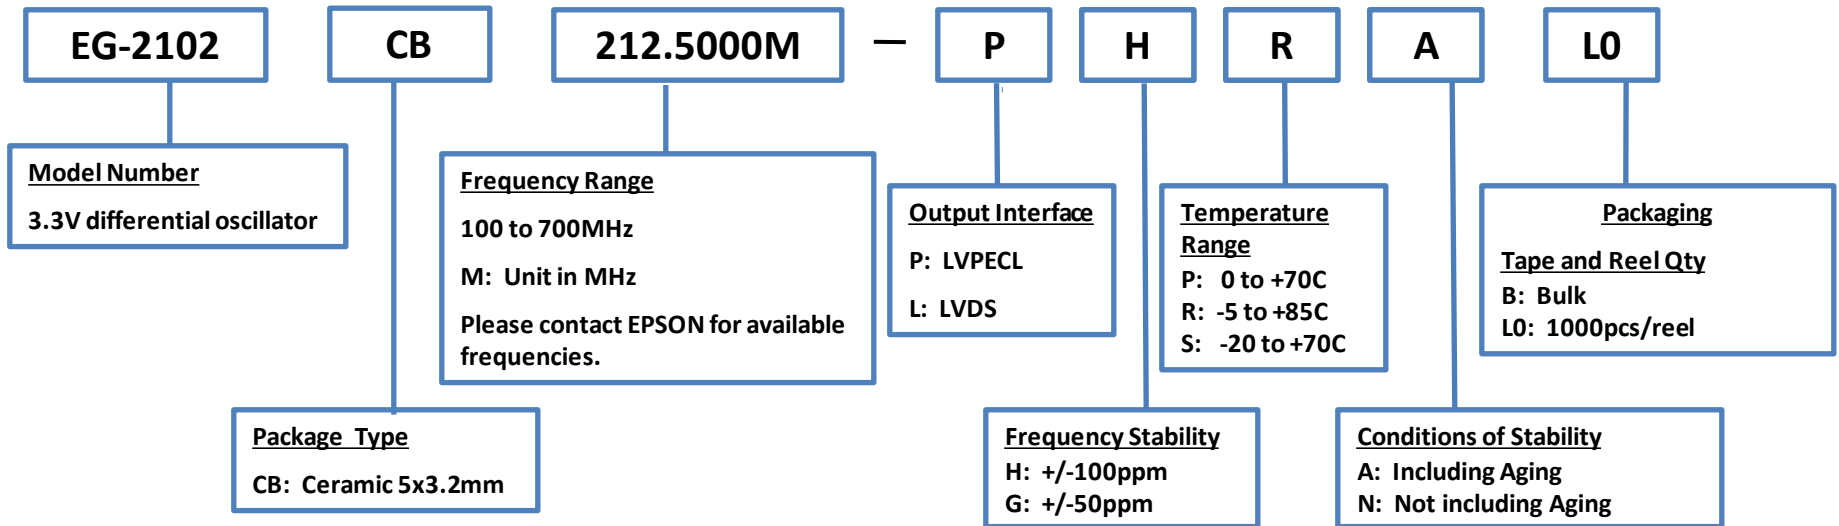 EG-2102 CB 212.5000M — P H R A L0
Model Number
3.3V differential oscillator
Frequency Range
100 to 700MHz
M: Unit in MHz
Please contact EPSON for available
frequencies.
Output Interface
P: LVPECL
L: LVDS
Temperature
Range
P: 0 to +70C
R: -5 to +85C
S: -20 to +70C
Packaging
Tape and Reel Qty
B: Bulk
L0: 1000pcs/reel
Package Type
CB: Ceramic 5x3.2mm
Frequency Stability
H: +/-100ppm
G: +/-50ppm
Conditions of Stability
A: Including Aging
N: Not including Aging